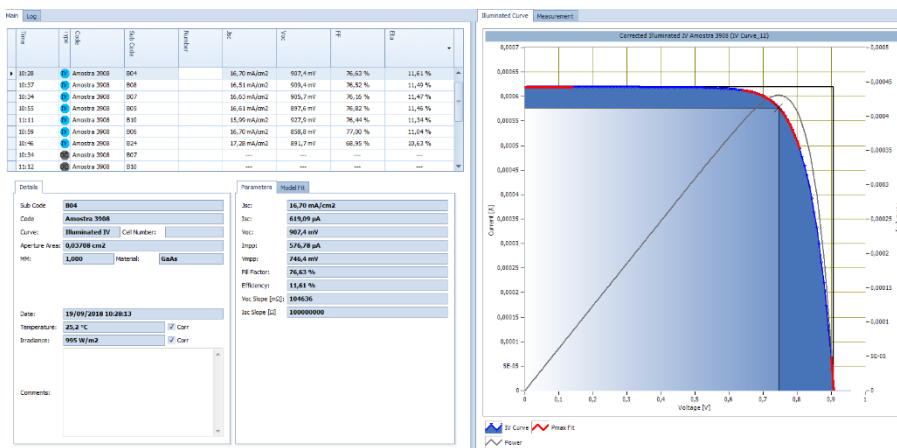 Main Log
Time Type Code Sub Code Number Jsc Voc FF Eta
10:28 IV Amostra 3908 B04 16,70 mA/cm2 907,4 mV 76,63 % 11,61 %
10:37 IV Amostra 3908 B08 16,51 mA/cm2 909,4 mV 76,52 % 11,49 %
10:34 IV Amostra 3908 B07 16,63 mA/cm2 905,7 mV 76,16 % 11,47 %
10:55 IV Amostra 3908 B05 16,61 mA/cm2 897,6 mV 76,82 % 11,46 %
11:11 IV Amostra 3908 B10 15,99 mA/cm2 927,9 mV 76,44 % 11,34 %
10:59 IV Amostra 3908 B06 16,70 mA/cm2 858,8 mV 77,00 % 11,04 %
10:46 IV Amostra 3908 B24 17,28 mA/cm2 891,7 mV 68,95 % 10,63 %
10:34 Amostra 3908 B07 --- --- --- ---
11:12 Amostra 3908 B10 --- --- --- ---
Details
Sub Code B04
Code Amostra 3908
Curve: Illuminated IV Cell Number:
Aperture Area: 0,03708 cm2
MM: 1,000 Material: GaAs
Date: 19/09/2018 10:28:13
Temperature: 25,2 °C Corr
Irradiance: 995 W/m2 Corr
Comments:
Parameters Model Fit
Jsc: 16,70 mA/cm2
Isc: 619,09 µA
Voc: 907,4 mV
Impp: 576,78 µA
Vmpp: 746,4 mV
Fill Factor: 76,63 %
Efficiency: 11,61 %
Voc Slope [mΩ]: 104636
Isc Slope [Ω] 100000000
Illuminated Curve Measurement
Corrected Illuminated IV Amostra 3908 (IV Curve_12)
Current [A]
0,0007
0,00065
0,0006
0,00055
0,0005
0,00045
0,0004
0,00035
0,0003
0,00025
0,0002
0,00015
0,0001
5E-05
0
0,0005
0,00045
0,0004
0,00035
0,0003
0,00025
0,0002
0,00015
0,0001
5E-05
0
0 0,1 0,2 0,3 0,4 0,5 0,6 0,7 0,8 0,9 1
Voltage [V]
IV Curve Pmax Fit
Power